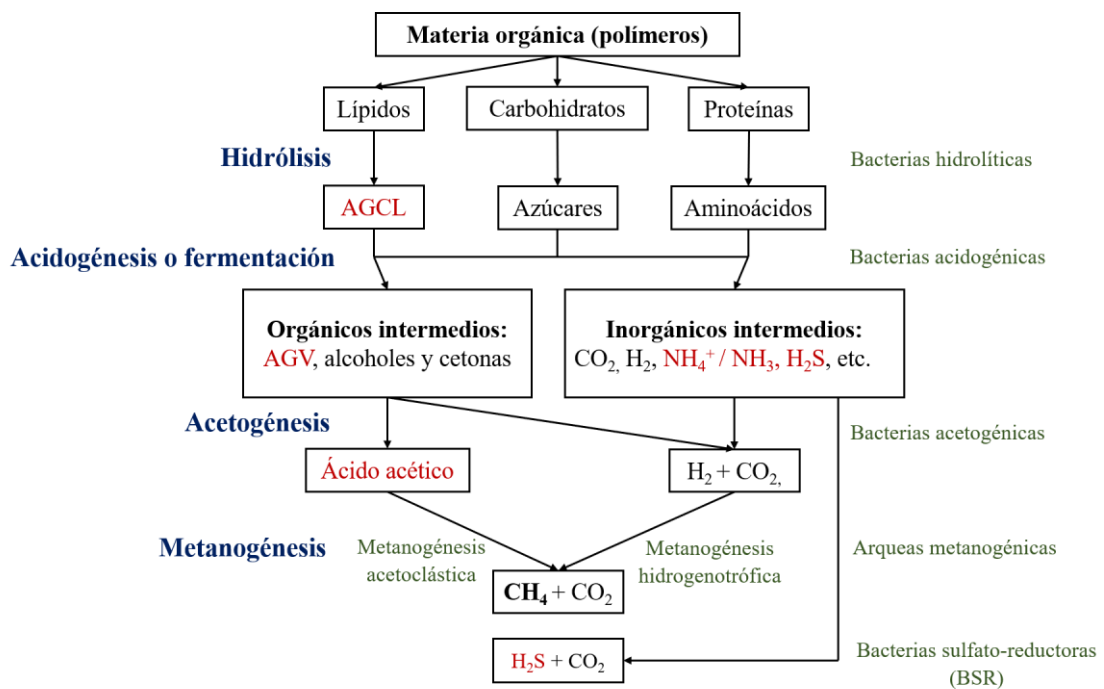 Materia orgánica (polímeros)
Lípidos
Carbohidratos
Proteínas
Hidrólisis
Bacterias hidrolíticas
AGCL
Azúcares
Aminoácidos
Acidogénesis o fermentación
Bacterias acidogénicas
Orgánicos intermedios:
AGV, alcoholes y cetonas
Inorgánicos intermedios:
CO₂, H₂, NH₄⁺ / NH₃, H₂S, etc.
Acetogénesis
Bacterias acetogénicas
Ácido acético
H₂ + CO₂,
Metanogénesis
Metanogénesis
acetoclástica
Metanogénesis
hidrogenotrófica
Arqueas metanogénicas
CH₄ + CO₂
H₂S + CO₂
Bacterias sulfato-reductoras
(BSR)